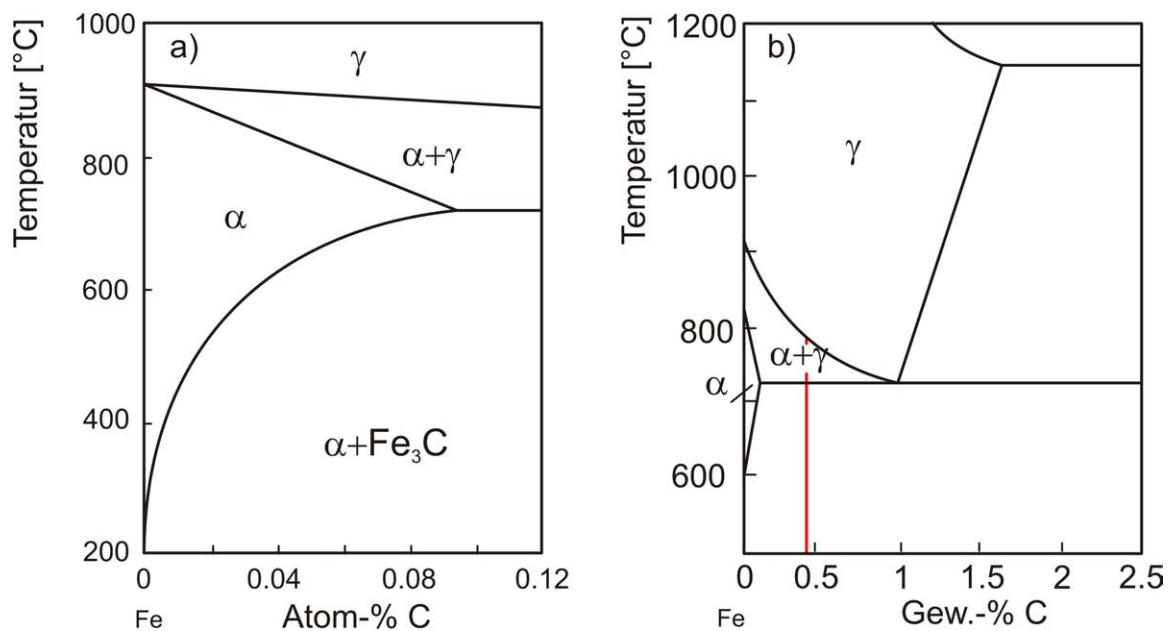 Temperatur [°C]
1000
800
600
400
200
a)
γ
α+γ
α
α+Fe₃C
0
0.04
0.08
0.12
Fe
Atom-% C
Temperatur [°C]
1200
1000
800
600
b)
γ
α+γ
α
0
0.5
1
1.5
2
2.5
Fe
Gew.-% C